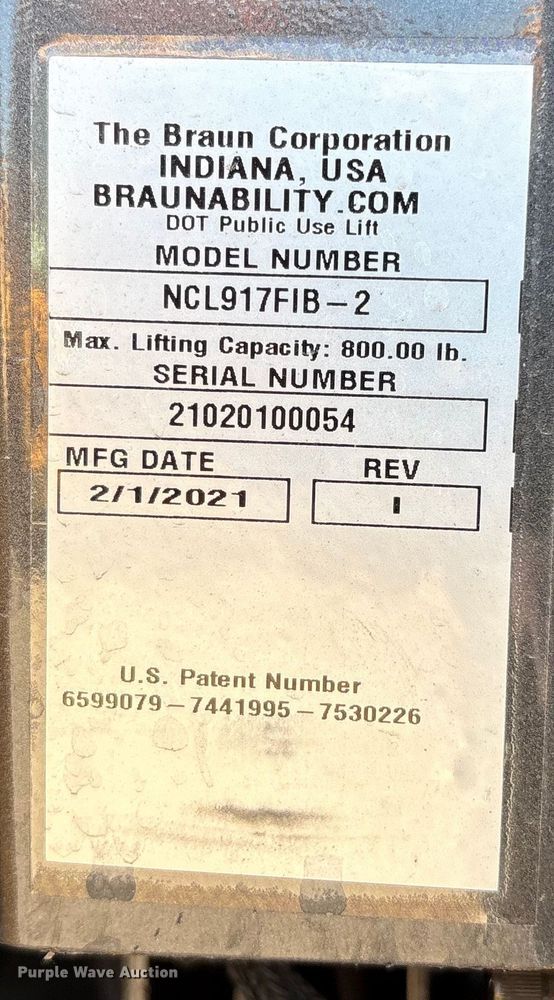 The Braun Corporation
INDIANA, USA
BRAUNABILITY.COM
DOT Public Use Lift
MODEL NUMBER
NCL917FIB-2
Max. Lifting Capacity: 800.00 lb.
SERIAL NUMBER
21020100054
MFG DATE REV
2/1/2021 I
U.S. Patent Number
6599079-7441995-7530226
Purple Wave Auction